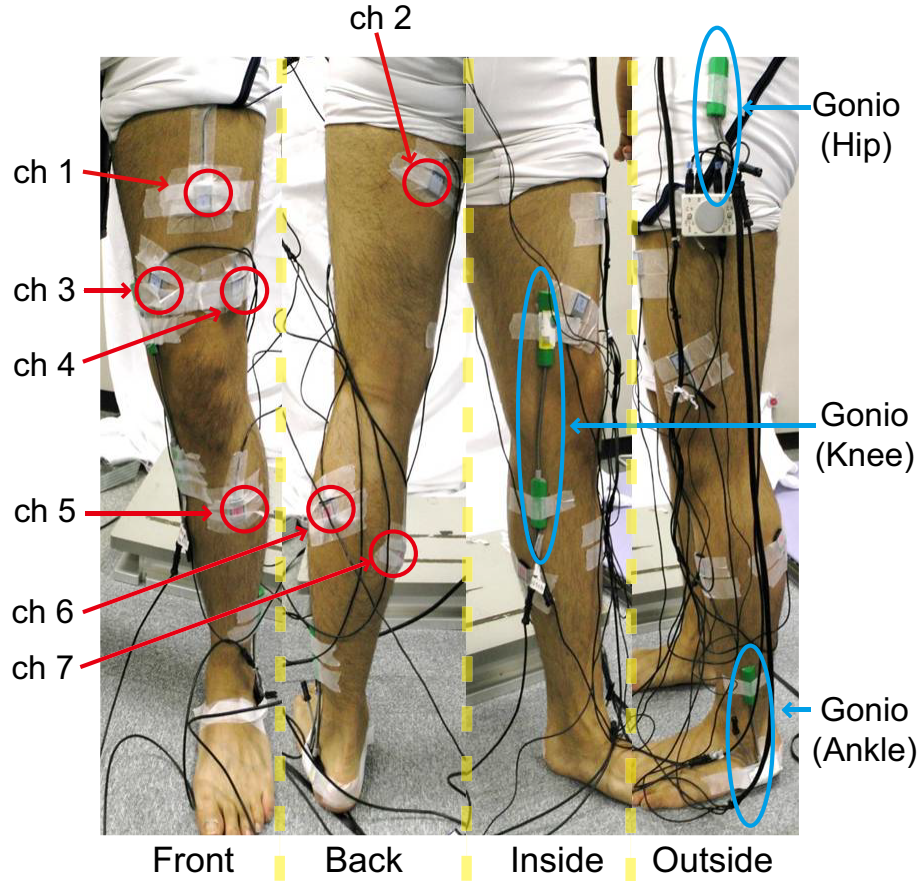 ch 2
ch 1
Gonio
(Hip)
ch 3
ch 4
Gonio
(Knee)
ch 5
ch 6
ch 7
Gonio
(Ankle)
Front
Back
Inside
Outside